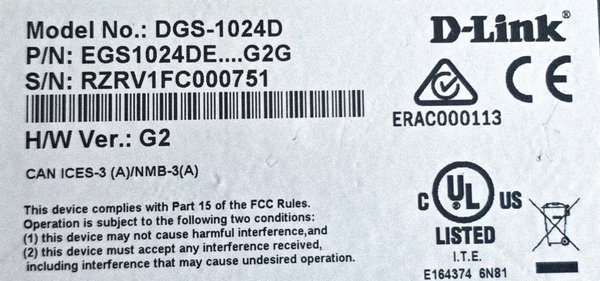 Model No.: DGS-1024D
P/N: EGS1024DE....G2G
S/N: RZRV1FC000751
H/W Ver.: G2
CAN ICES-3 (A)/NMB-3(A)
This device complies with Part 15 of the FCC Rules.
Operation is subject to the following two conditions:
(1) this device may not cause harmful interference,and
(2) this device must accept any interference received,
including interference that may cause undesired operation.
D-Link
CE
ERAC000113
C UL US
LISTED
I.T.E.
E164374 6N81